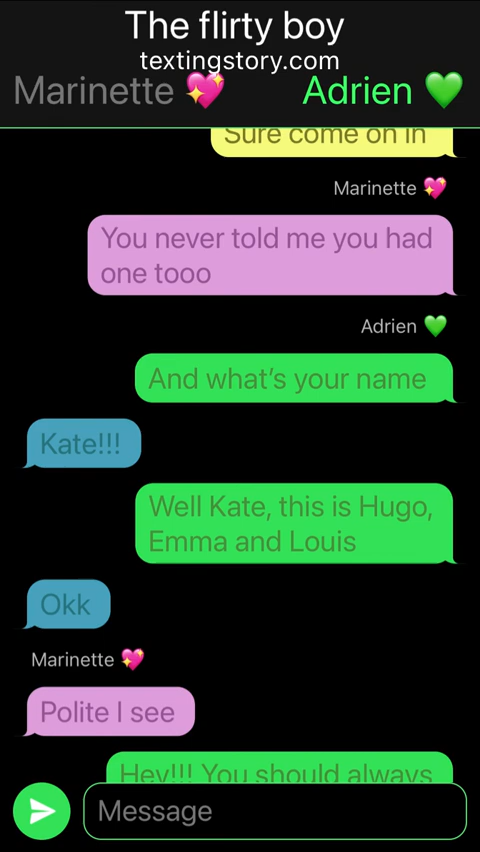 The flirty boy
textingstory.com
Marinette 💖 Adrien 💚
Sure come on in
Marinette 💖
You never told me you had
one tooo
Adrien 💚
And what's your name
Kate!!!
Well Kate, this is Hugo,
Emma and Louis
Okk
Marinette 💖
Polite I see
Hey!!! You should always
Message